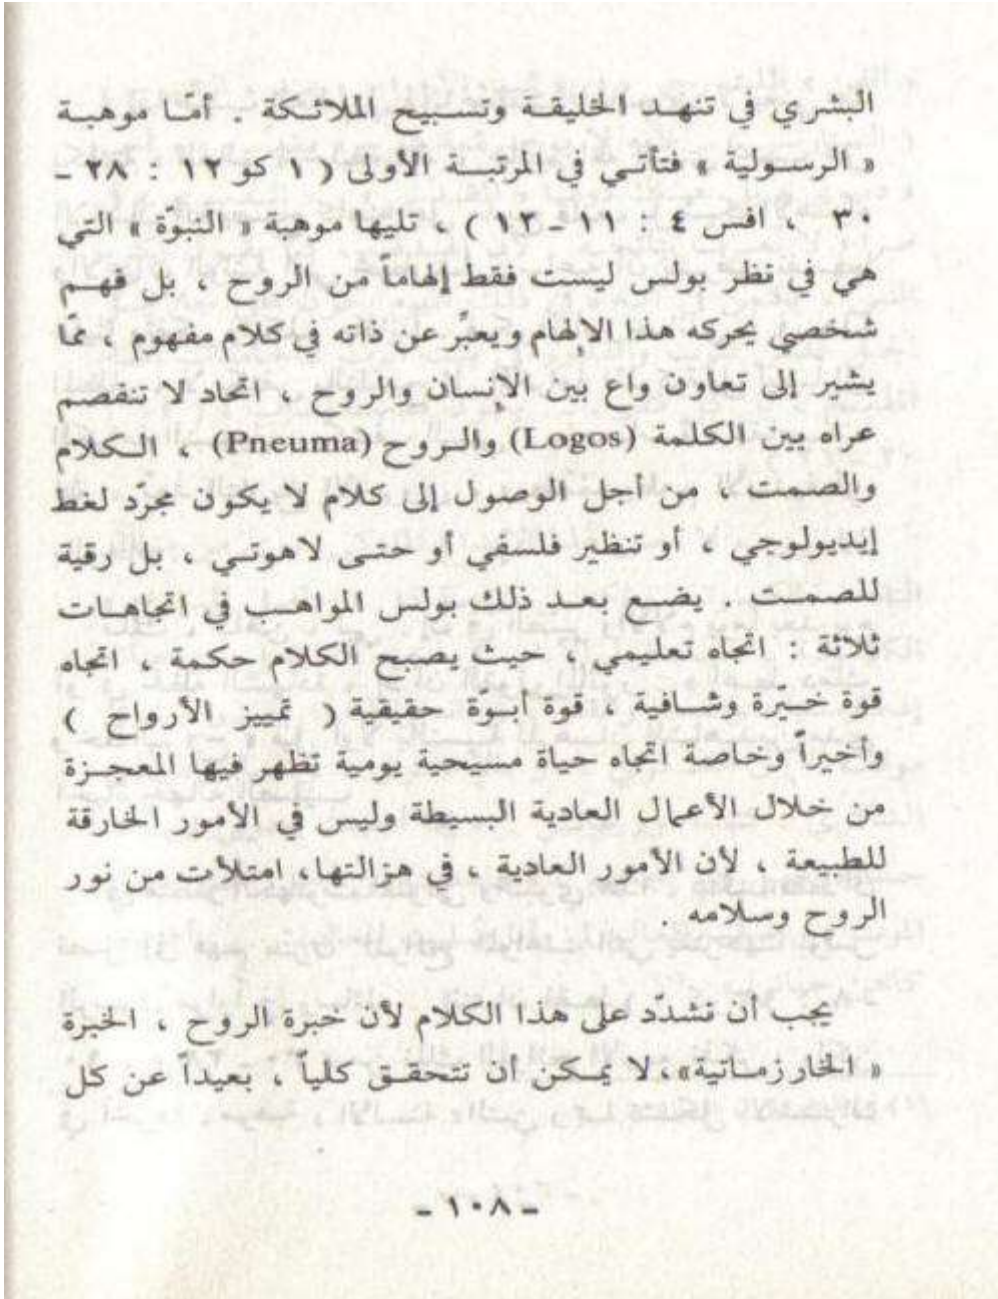 البشري في تنهد الخليقة وتسبيح الملائكة . أمّا موهبة
« الرسولية » فتأتي في المرتبة الأولى ( ١ كو ١٢ : ٢٨ -
٣٠ ، افس ٤ : ١١ - ١٢ ) ، تليها موهبة « النبوّة » التي
هي في نظر بولس ليست فقط إلهاماً من الروح ، بل فهم
شخصي يحركه هذا الإلهام ويعبّر عن ذاته في كلام مفهوم ، ممّا
يشير إلى تعاون واع بين الإنسان والروح ، اتحاد لا تنفصم
عراه بين الكلمة (Logos) والروح (Pneuma) ، الكلام
والصمت ، من أجل الوصول إلى كلام لا يكون مجرّد لغط
إيديولوجي ، أو تنظير فلسفي أو حتى لاهوتي ، بل رقية
للصمت . يضع بعد ذلك بولس المواهب في اتجاهات
ثلاثة : اتجاه تعليمي ، حيث يصبح الكلام حكمة ، اتجاه
قوة خيّرة وشافية ، قوة أبوّة حقيقية ( تمييز الأرواح )
وأخيراً وخاصة اتجاه حياة مسيحية يومية تظهر فيها المعجزة
من خلال الأعمال العادية البسيطة وليس في الأمور الخارقة
للطبيعة ، لأن الأمور العادية ، في هزالتها، امتلأت من نور
الروح وسلامه .
يجب أن نشدّد على هذا الكلام لأن خبرة الروح ، الخبرة
« الخارزماتية»، لا يمكن أن تتحقق كلياً ، بعيداً عن كل
- ١٠٨ -